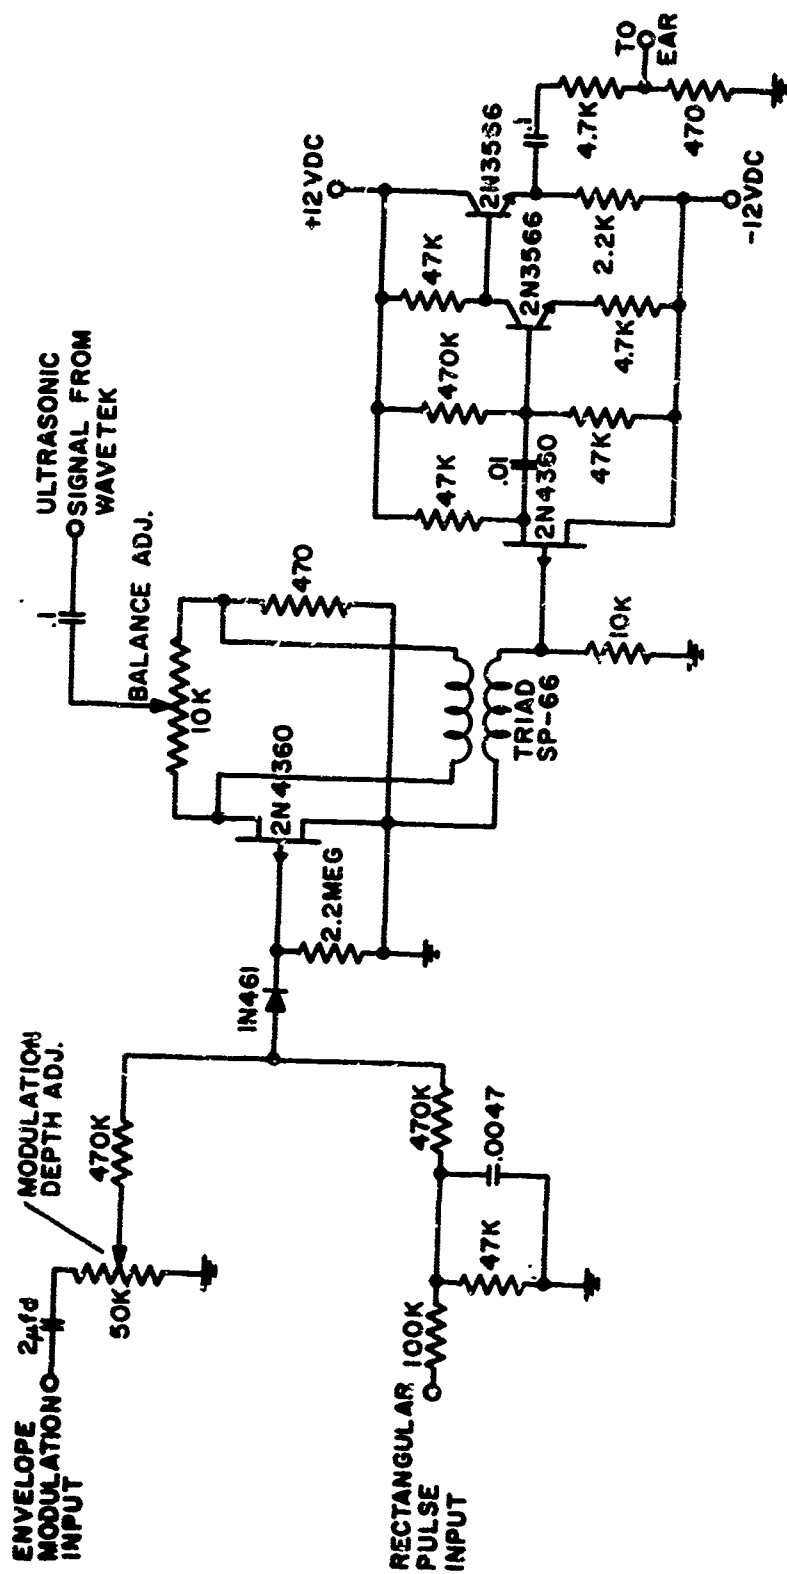 ENVELOPE
MODULATION
INPUT
2µfd
50K
MODULATION
DEPTH ADJ.
470K
RECTANGULAR
PULSE
INPUT
100K
47K
.0047
470K
1N461
2.2MEG
2N4360
ULTRASONIC
SIGNAL FROM
WAVETEK
.1
BALANCE ADJ.
10K
470
TRIAD
SP-66
10K
2N4360
47K
.01
470K
47K
47K
2N3566
4.7K
+12VDC
2N3566
2.2K
-12VDC
.1
4.7K
470
TO
EAR